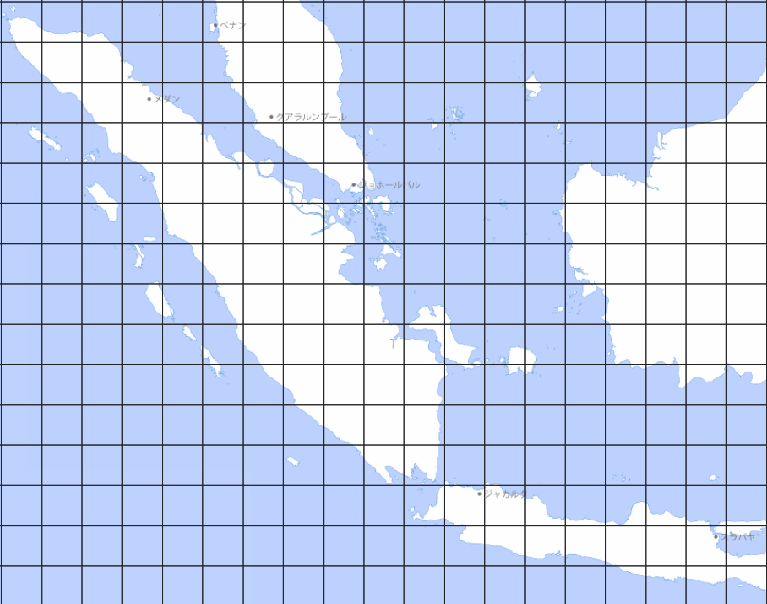 ペナン
メダン
クアラルンプール
ジョホールバル
ジャカルタ
スラバヤ